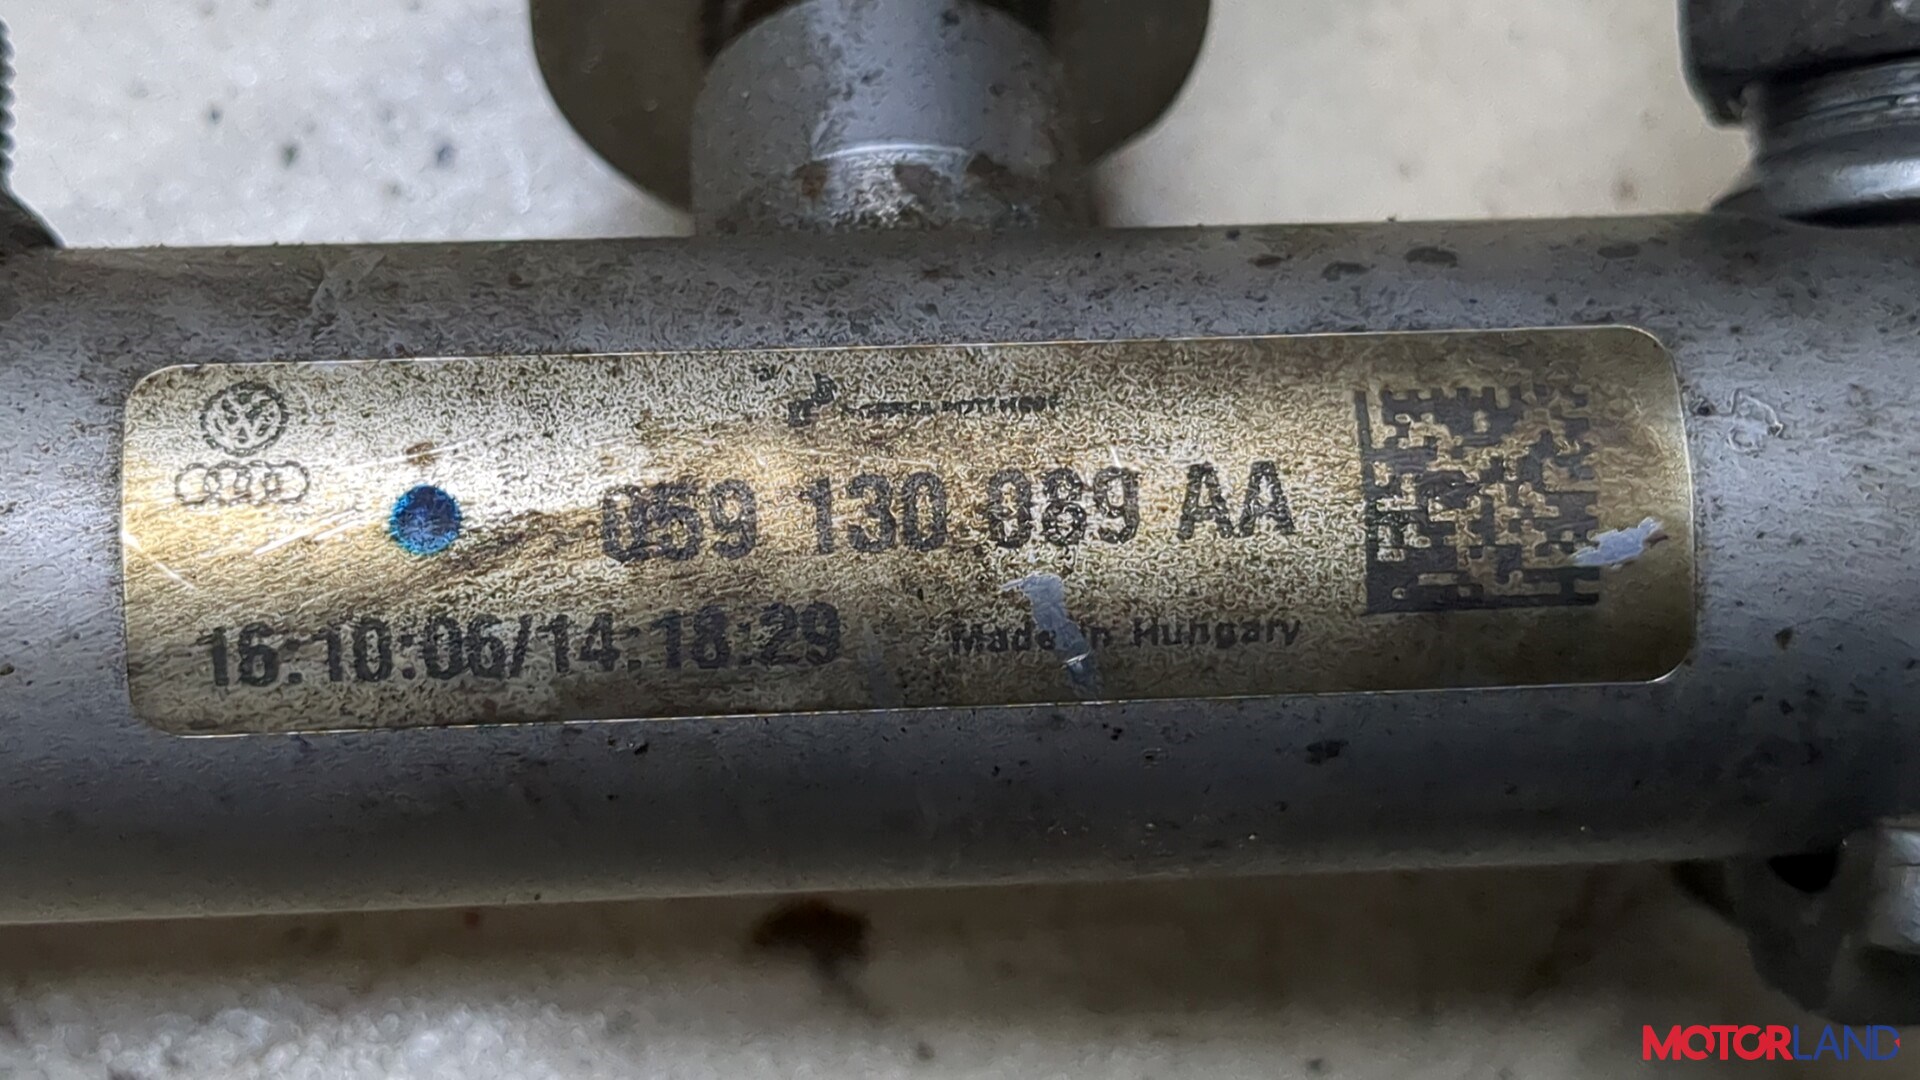 059 130 089 AA
16:10:06/14:18:29
Made in Hungary
MOTORLAND